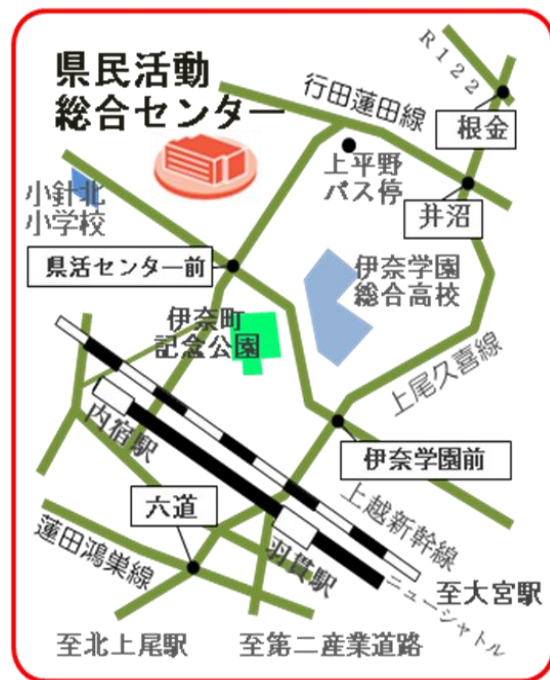 県民活動
総合センター
R122
行田蓮田線
根金
上平野
バス停
井沼
小針北
小学校
県活センター前
伊奈学園
総合高校
伊奈町
記念公園
上尾久喜線
内宿駅
伊奈学園前
六道
上越新幹線
蓮田鴻巣線
羽貫駅
ニューシャトル
至大宮駅
至北上尾駅
至第二産業道路